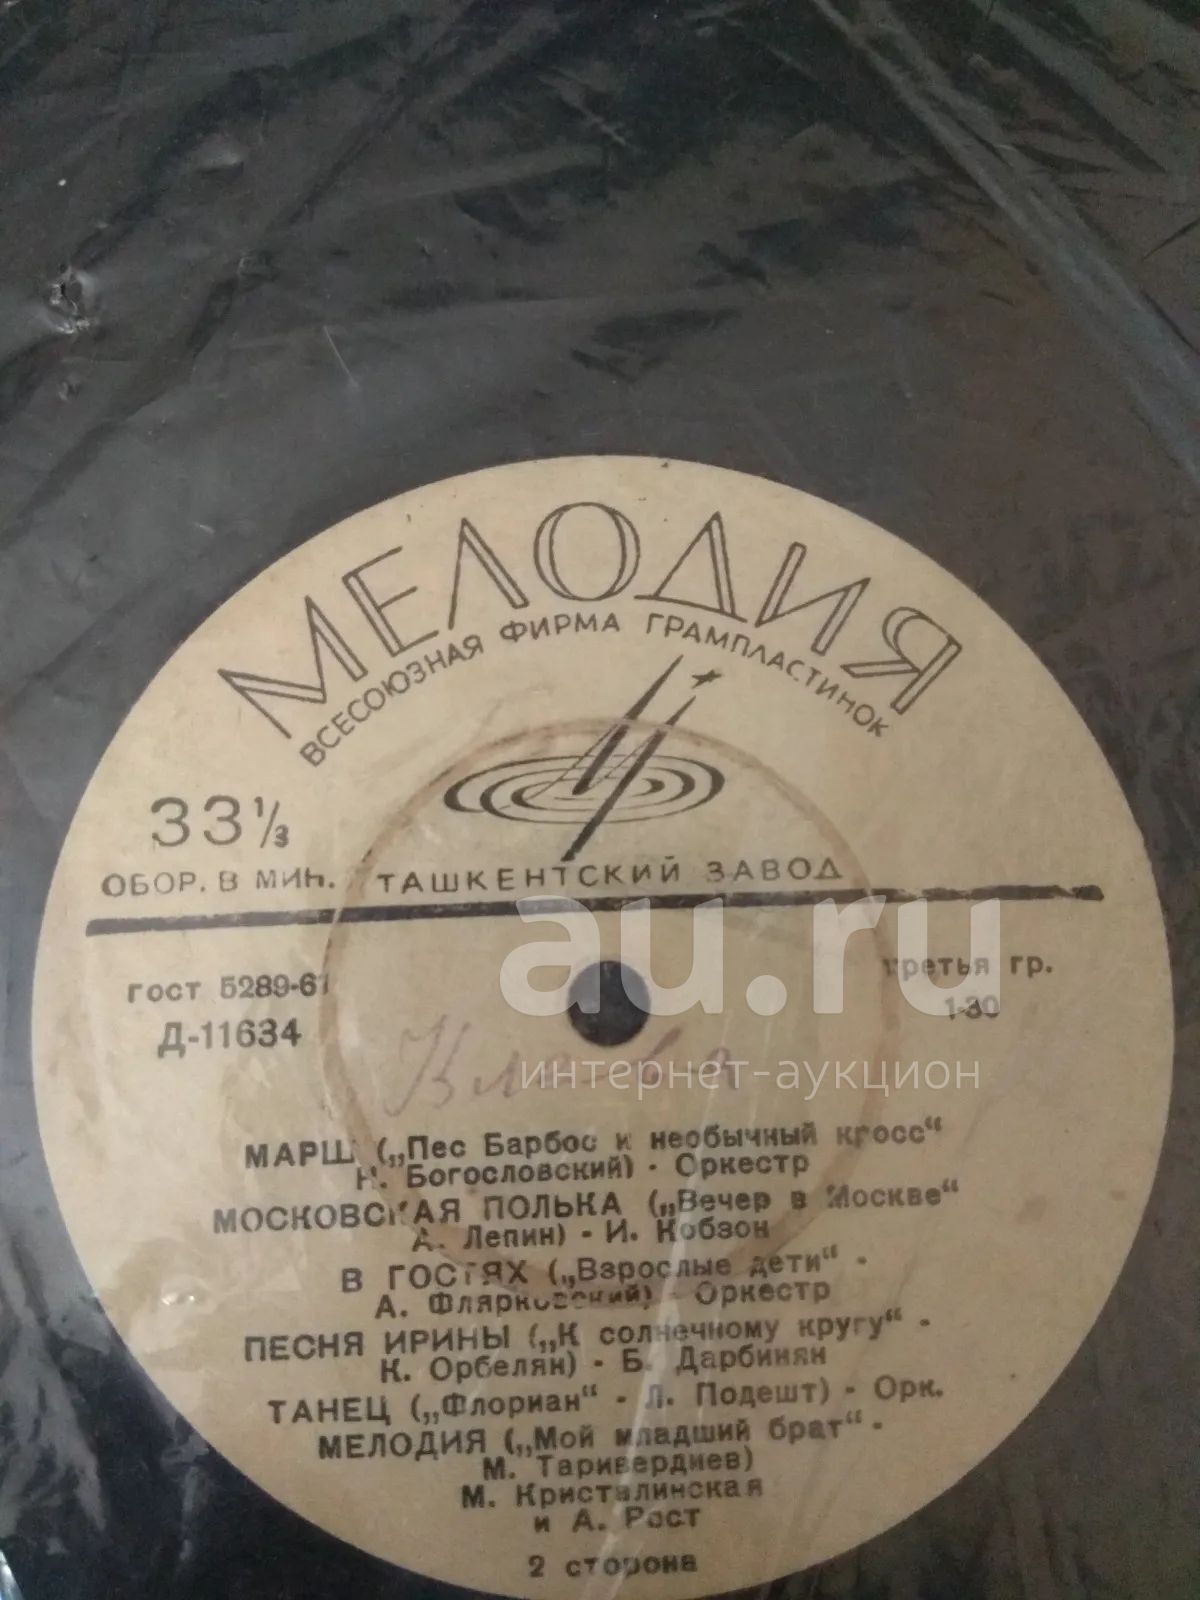 МЕЛОДИЯ
ВСЕСОЮЗНАЯ ФИРМА ГРАМПЛАСТИНОК
33⅓
ОБОР. В МИН. ТАШКЕНТСКИЙ ЗАВОД
гост 5289-61 третья гр.
Д-11634 1-30
au.ru
интернет-аукцион
МАРШ („Пес Барбос и необычный кросс“
Н. Богословский) - Оркестр
МОСКОВСКАЯ ПОЛЬКА („Вечер в Москве“
А. Лепин) - И. Кобзон
В ГОСТЯХ („Взрослые дети“ -
А. Флярковский) - Оркестр
ПЕСНЯ ИРИНЫ („К солнечному кругу“ -
К. Орбелян) - Б. Дарбинян
ТАНЕЦ („Флориан“ - Л. Подешт) - Орк.
МЕЛОДИЯ („Мой младший брат“ -
М. Таривердиев)
М. Кристалинская
и А. Рост
2 сторона